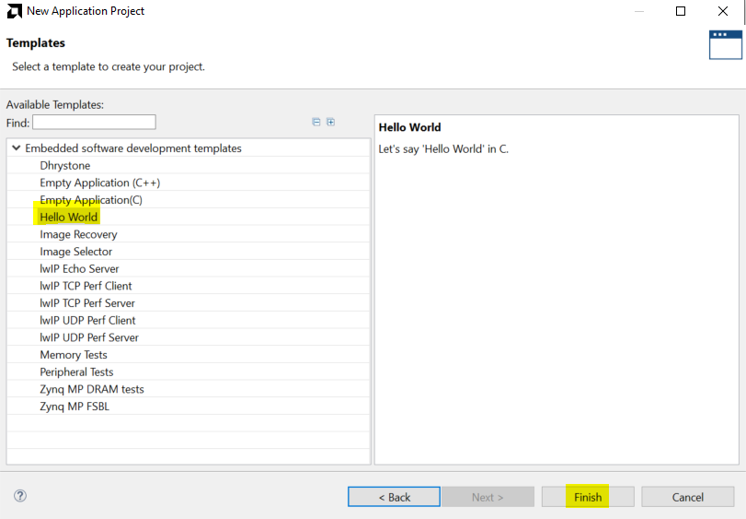 New Application Project
Templates
Select a template to create your project.
Available Templates:
Find:
Embedded software development templates
Dhrystone
Empty Application (C++)
Empty Application(C)
Hello World
Image Recovery
Image Selector
lwIP Echo Server
lwIP TCP Perf Client
lwIP TCP Perf Server
lwIP UDP Perf Client
lwIP UDP Perf Server
Memory Tests
Peripheral Tests
Zynq MP DRAM tests
Zynq MP FSBL
Hello World
Let's say 'Hello World' in C.
? < Back Next > Finish Cancel